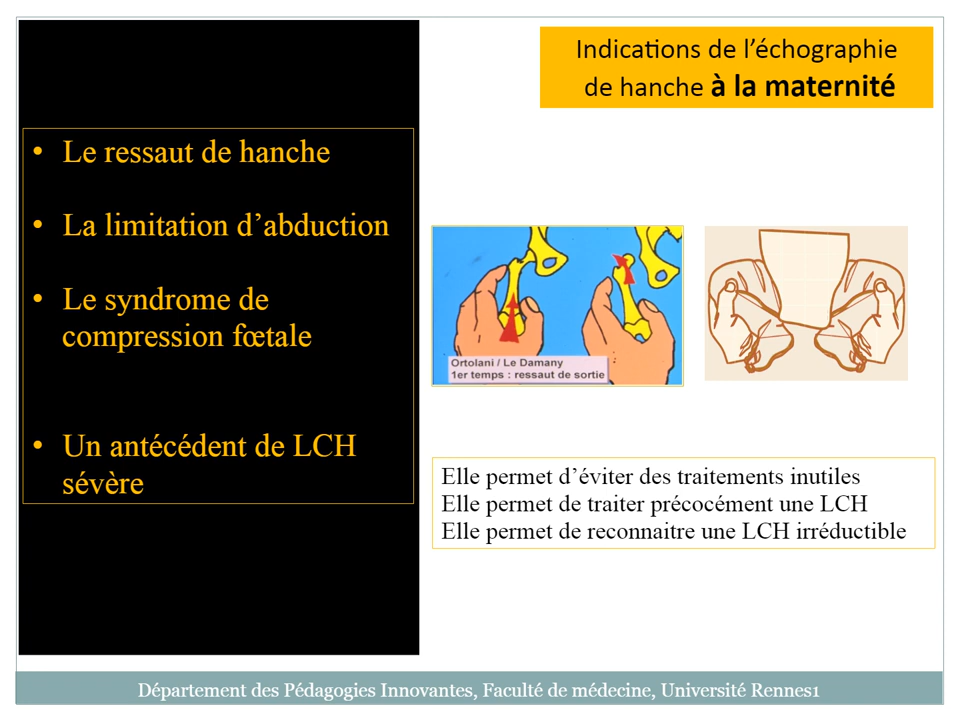 Indications de l’échographie
de hanche à la maternité
• Le ressaut de hanche
• La limitation d’abduction
• Le syndrome de
compression fœtale
• Un antécédent de LCH
sévère
Ortolani / Le Damany
1er temps : ressaut de sortie
Elle permet d’éviter des traitements inutiles
Elle permet de traiter précocément une LCH
Elle permet de reconnaitre une LCH irréductible
Département des Pédagogies Innovantes, Faculté de médecine, Université Rennes1